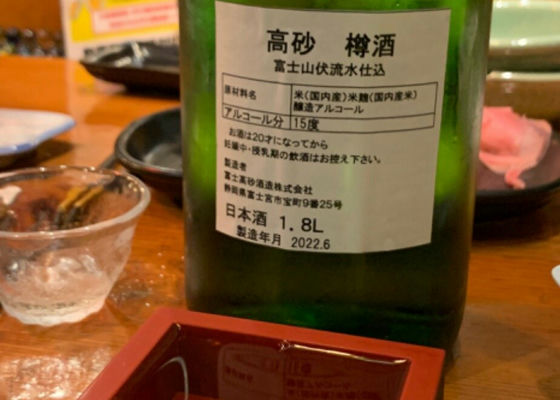 高砂 樽酒
富士山伏流水仕込
原材料名 米(国内産)米麹(国内産米)
醸造アルコール
アルコール分 15度
お酒は20才になってから
妊娠中・授乳期の飲酒はお控え下さい。
製造者
富士高砂酒造株式会社
静岡県富士宮市宝町9番25号
日本酒 1.8L
製造年月 2022.6